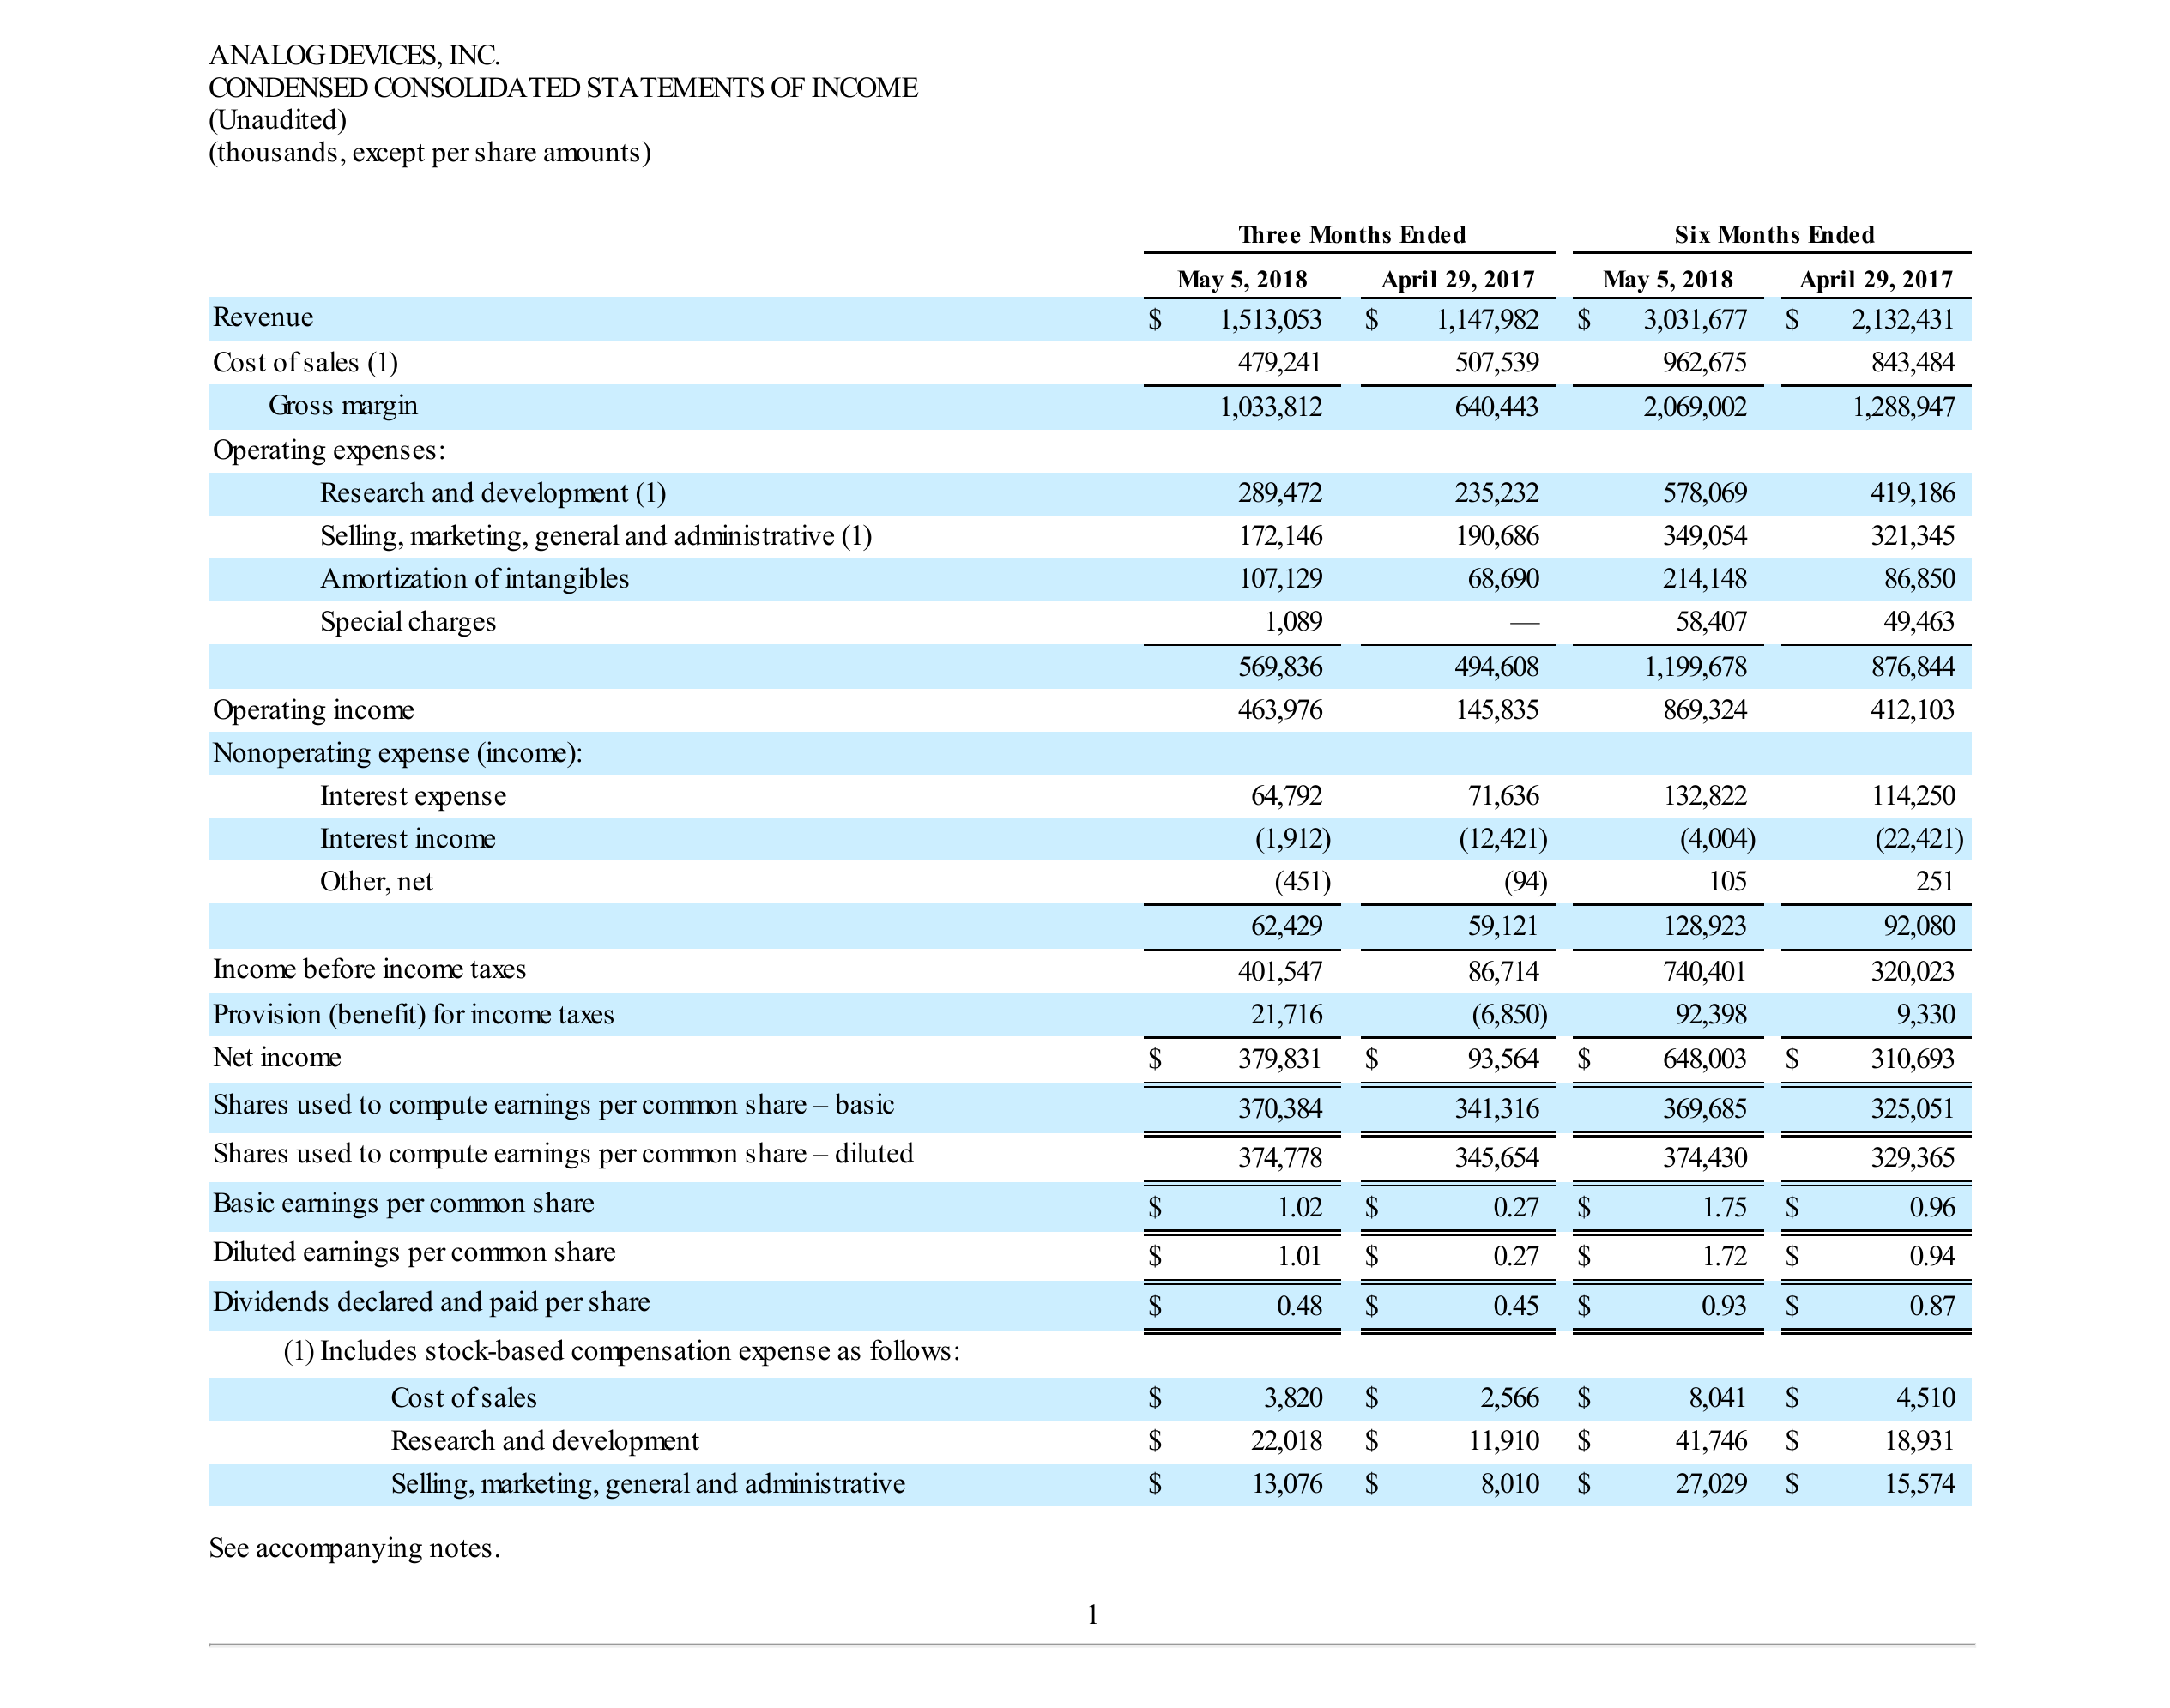 ANALOG DEVICES, INC.
CONDENSED CONSOLIDATED STATEMENTS OF INCOME
(Unaudited)
(thousands, except per share amounts)
Three Months Ended Six Months Ended
May 5, 2018 April 29, 2017 May 5, 2018 April 29, 2017
Revenue $ 1,513,053 $ 1,147,982 $ 3,031,677 $ 2,132,431
Cost of sales (1) 479,241 507,539 962,675 843,484
Gross margin 1,033,812 640,443 2,069,002 1,288,947
Operating expenses:
Research and development (1) 289,472 235,232 578,069 419,186
Selling, marketing, general and administrative (1) 172,146 190,686 349,054 321,345
Amortization of intangibles 107,129 68,690 214,148 86,850
Special charges 1,089 — 58,407 49,463
569,836 494,608 1,199,678 876,844
Operating income 463,976 145,835 869,324 412,103
Nonoperating expense (income):
Interest expense 64,792 71,636 132,822 114,250
Interest income (1,912) (12,421) (4,004) (22,421)
Other, net (451) (94) 105 251
62,429 59,121 128,923 92,080
Income before income taxes 401,547 86,714 740,401 320,023
Provision (benefit) for income taxes 21,716 (6,850) 92,398 9,330
Net income $ 379,831 $ 93,564 $ 648,003 $ 310,693
Shares used to compute earnings per common share – basic 370,384 341,316 369,685 325,051
Shares used to compute earnings per common share – diluted 374,778 345,654 374,430 329,365
Basic earnings per common share $ 1.02 $ 0.27 $ 1.75 $ 0.96
Diluted earnings per common share $ 1.01 $ 0.27 $ 1.72 $ 0.94
Dividends declared and paid per share $ 0.48 $ 0.45 $ 0.93 $ 0.87
(1) Includes stock-based compensation expense as follows:
Cost of sales $ 3,820 $ 2,566 $ 8,041 $ 4,510
Research and development $ 22,018 $ 11,910 $ 41,746 $ 18,931
Selling, marketing, general and administrative $ 13,076 $ 8,010 $ 27,029 $ 15,574
See accompanying notes.
1